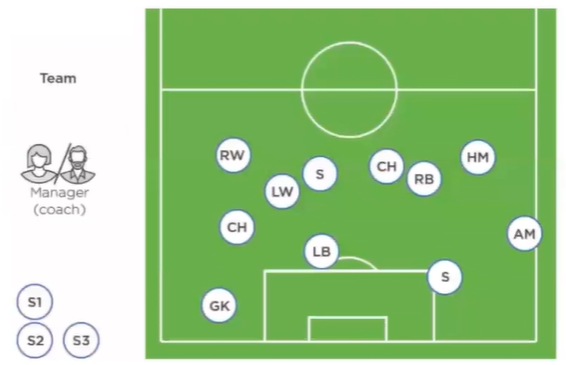 Team
Manager
(coach)
S1
S2
S3
RW
LW
S
CH
RB
HM
CH
LB
AM
S
GK